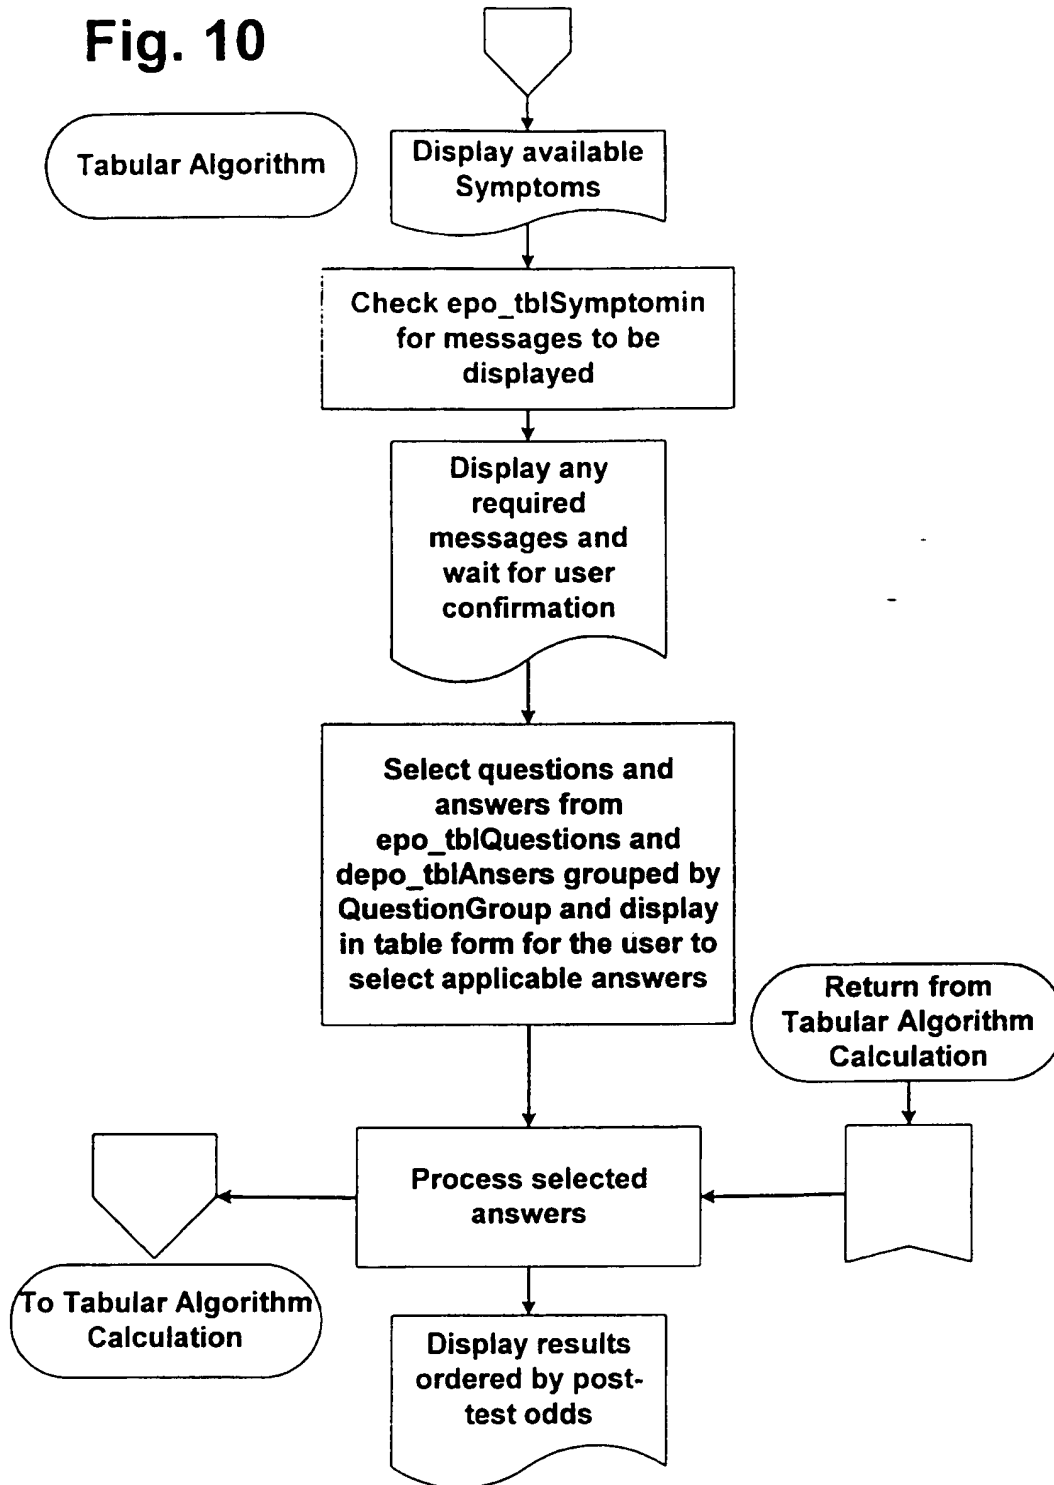 Fig. 10
Tabular Algorithm
Display available
Symptoms
Check epo_tblSymptomin
for messages to be
displayed
Display any
required
messages and
wait for user
confirmation
Select questions and
answers from
epo_tblQuestions and
depo_tblAnsers grouped by
QuestionGroup and display
in table form for the user to
select applicable answers
Return from
Tabular Algorithm
Calculation
Process selected
answers
To Tabular Algorithm
Calculation
Display results
ordered by post-
test odds